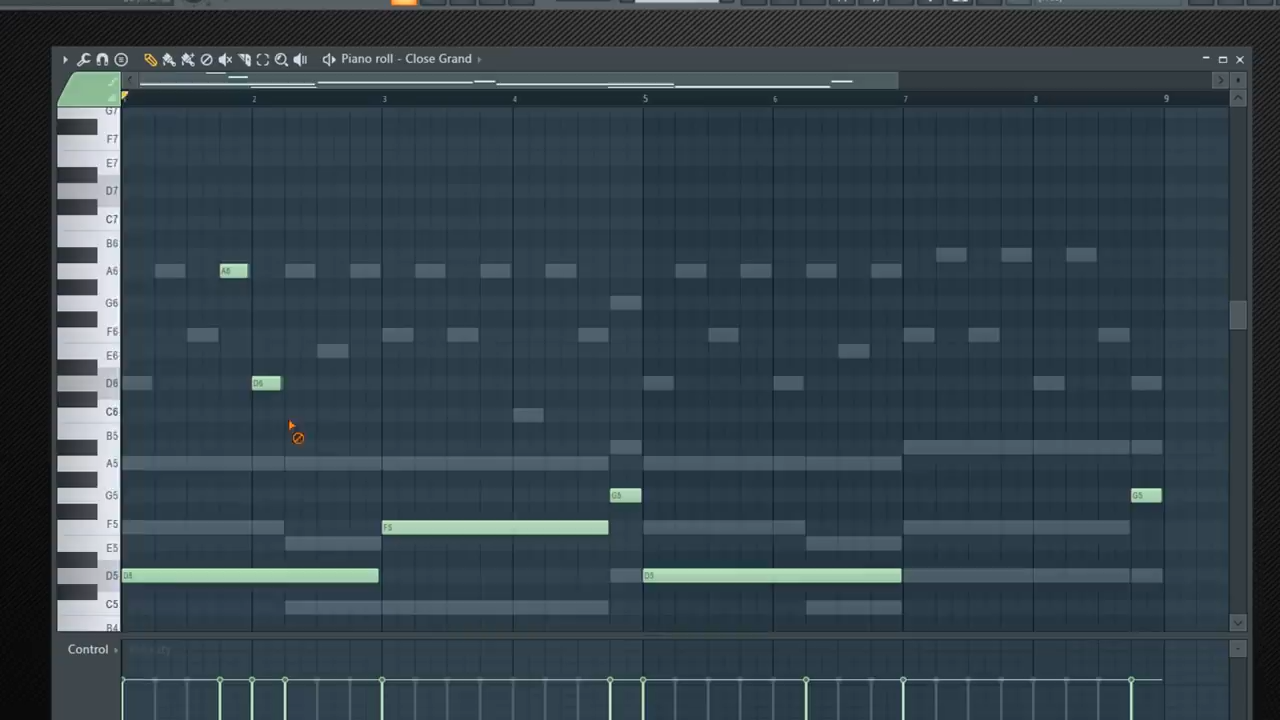 Piano roll - Close Grand
2 3 4 5 6 7 8 9
G7
F7
E7
D7
C7
B6
A6
G6
F6
E6
D6
C6
B5
A5
G5
F5
E5
D5
C5
B4
A6
D6
G5
G5
F5
D5
D5
Control
Velocity